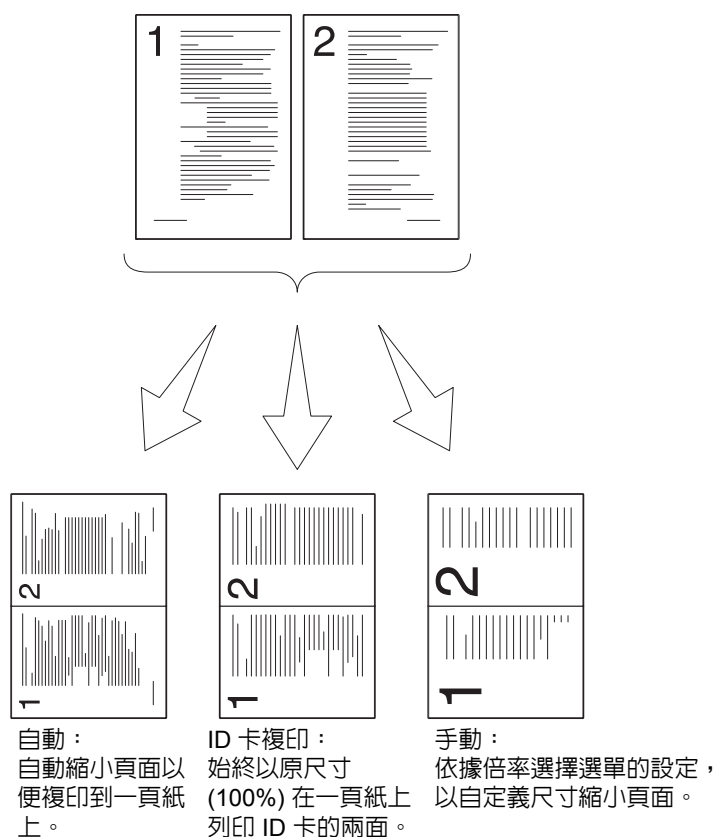 1
2
2
1
2
1
2
1
自動：
自動縮小頁面以
便複印到一頁紙
上。
ID 卡複印：
始終以原尺寸
(100%) 在一頁紙上
列印 ID 卡的兩面。
手動：
依據倍率選擇選單的設定，
以自定義尺寸縮小頁面。